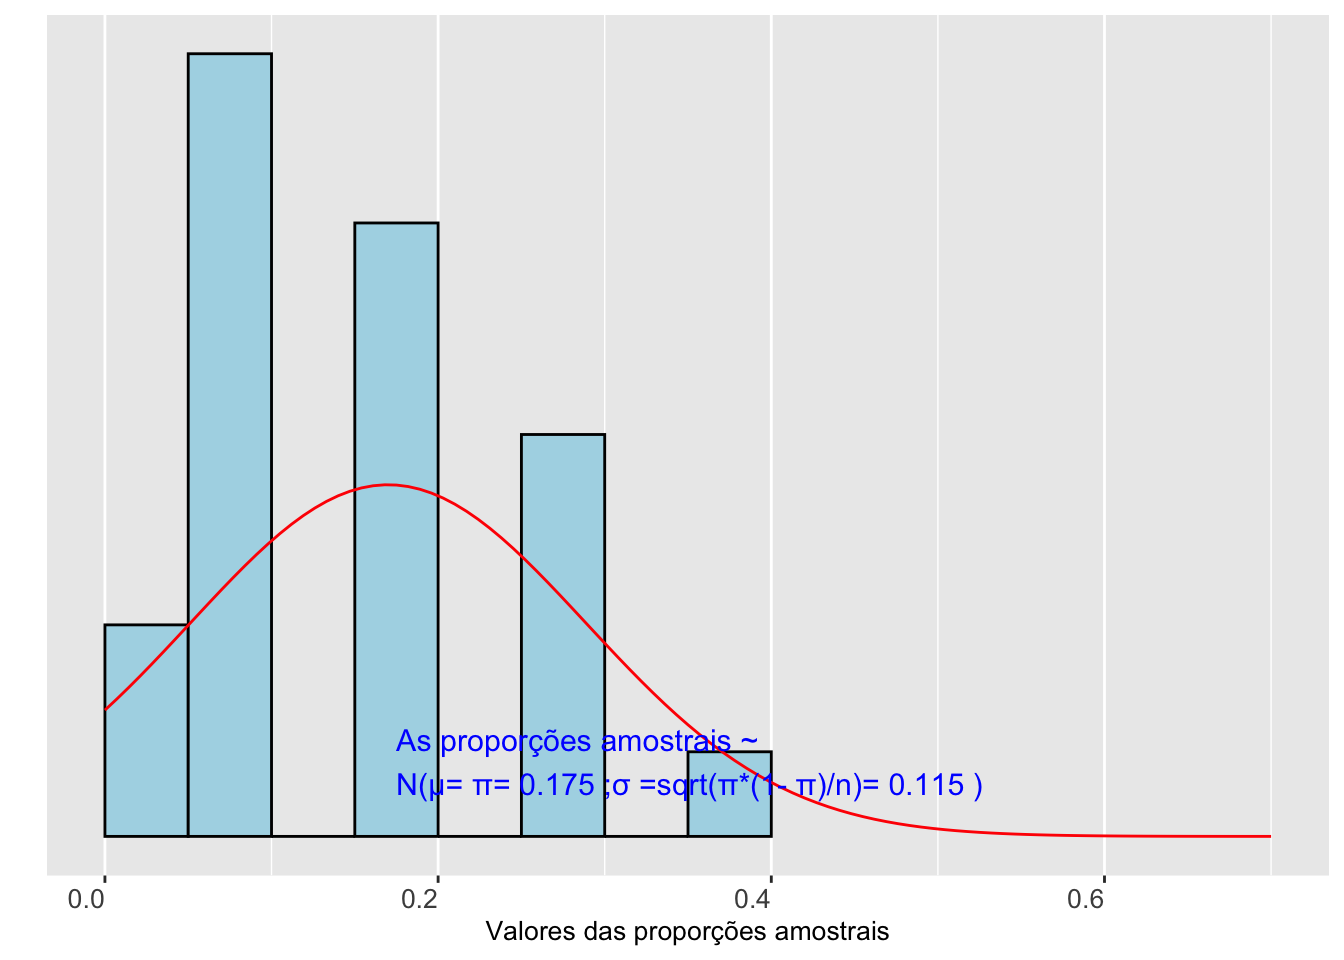 As proporções amostrais ~
N(μ= π= 0.175 ;σ =sqrt(π*(1- π)/n)= 0.115 )
0.0 0.2 0.4 0.6
Valores das proporções amostrais